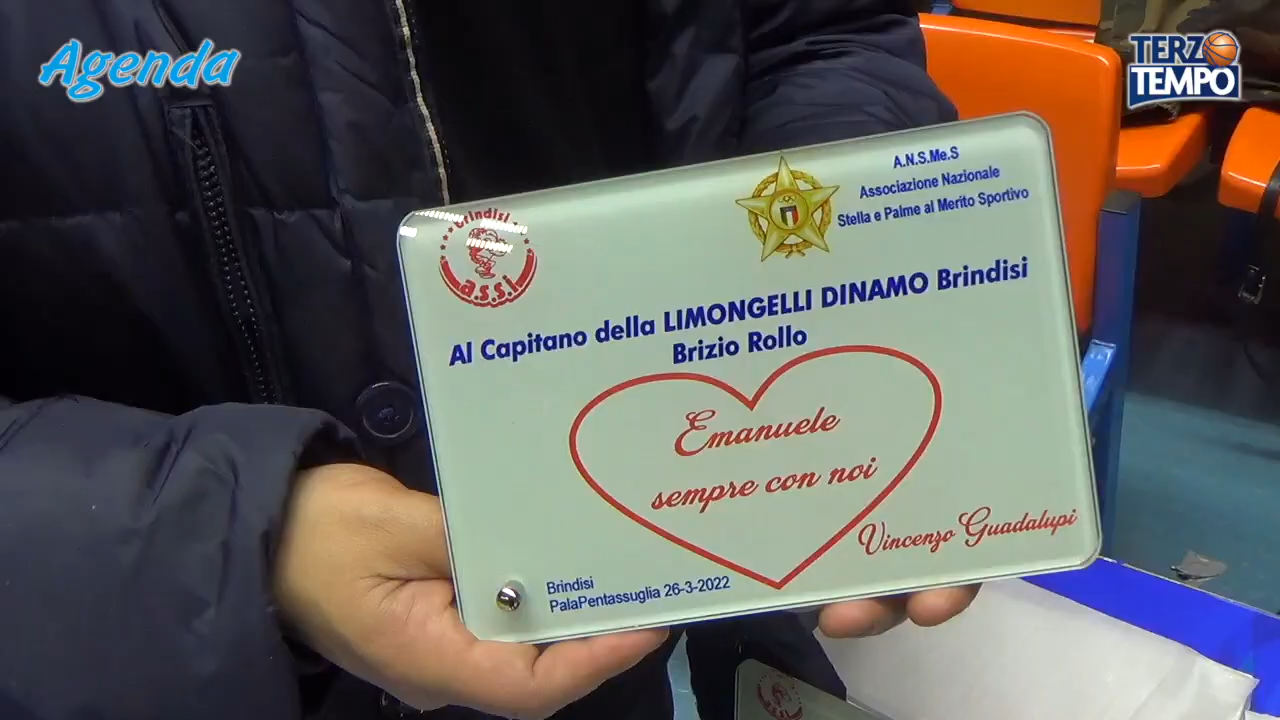 Agenda
TERZO
TEMPO
Brindisi
a.s.s.i
A.N.S.Me.S
Associazione Nazionale
Stella e Palme al Merito Sportivo
Al Capitano della LIMONGELLI DINAMO Brindisi
Brizio Rollo
Emanuele
sempre con noi
Vincenzo Guadalupi
Brindisi
PalaPentassuglia 26-3-2022